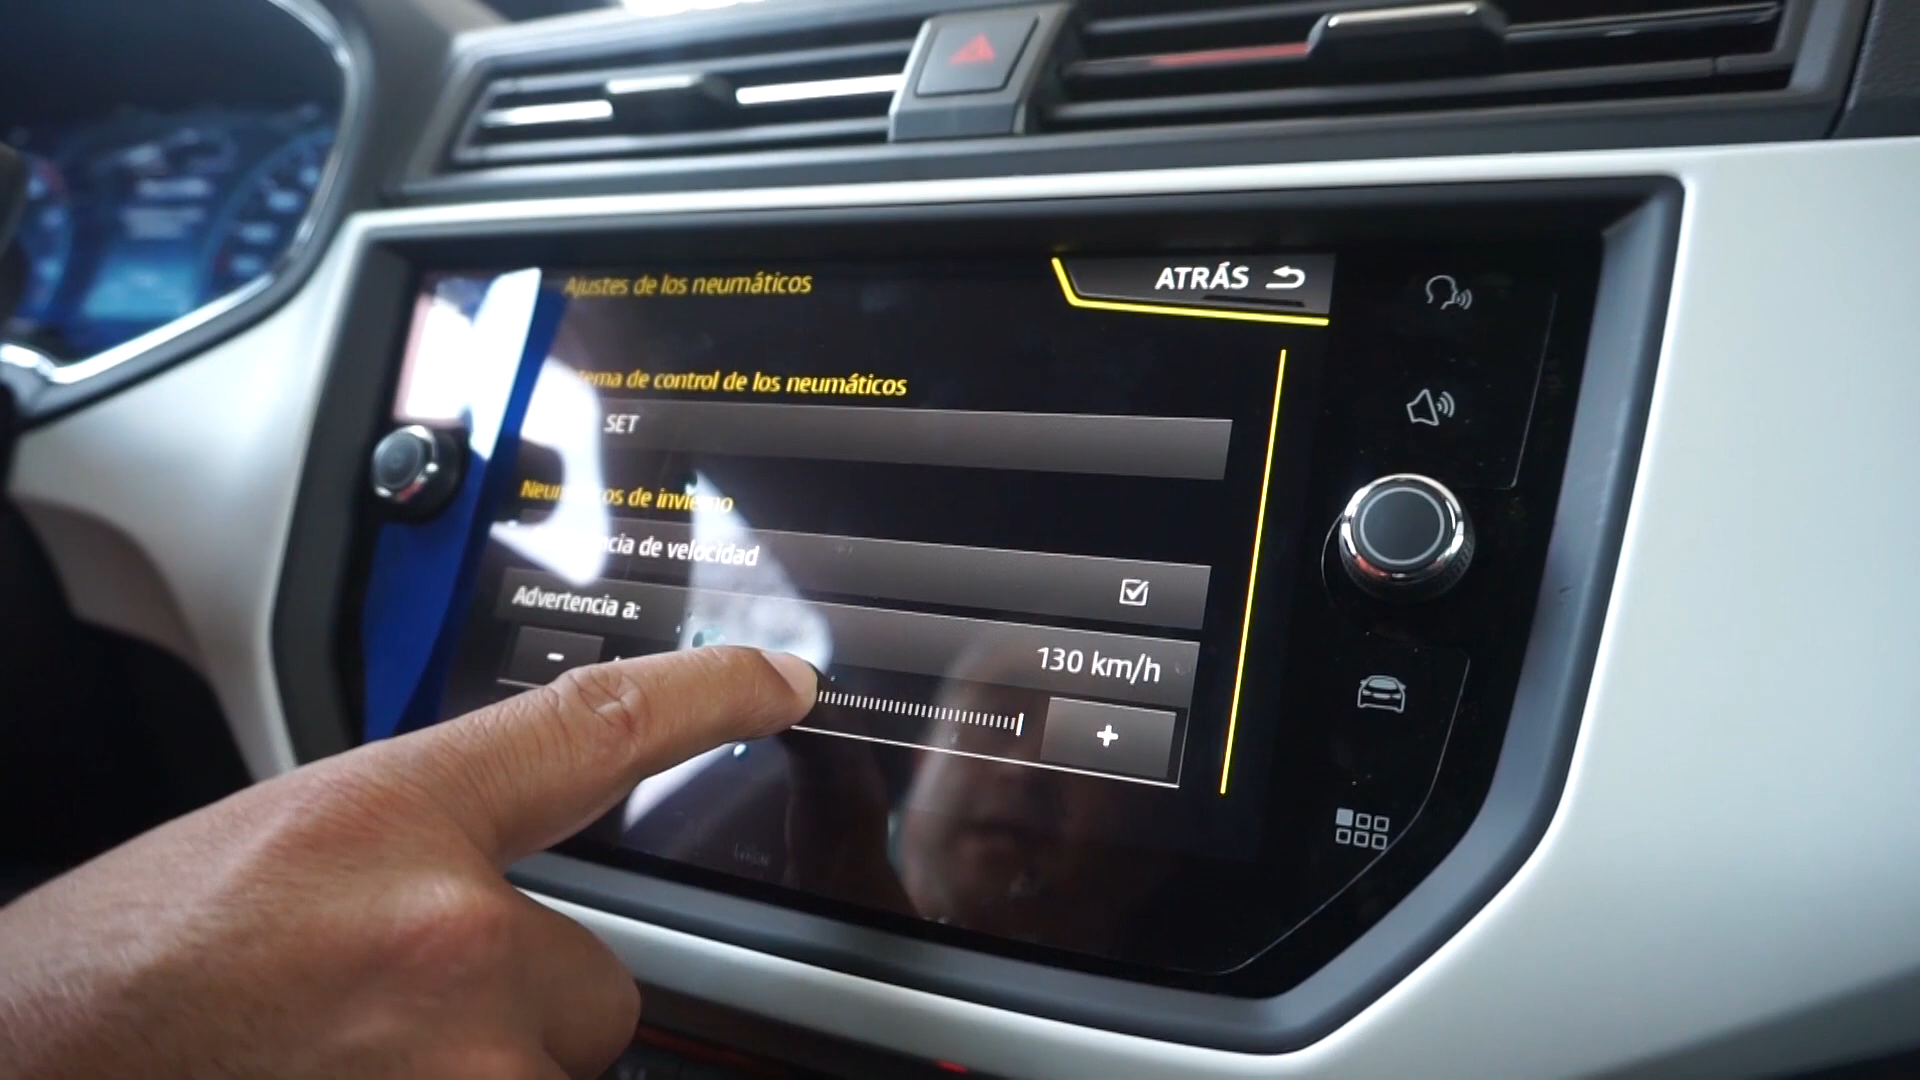 Ajustes de los neumáticos
ATRÁS
de control de los neumáticos
SET
de invierno
de velocidad
Advertencia a:
130 km/h
-
+